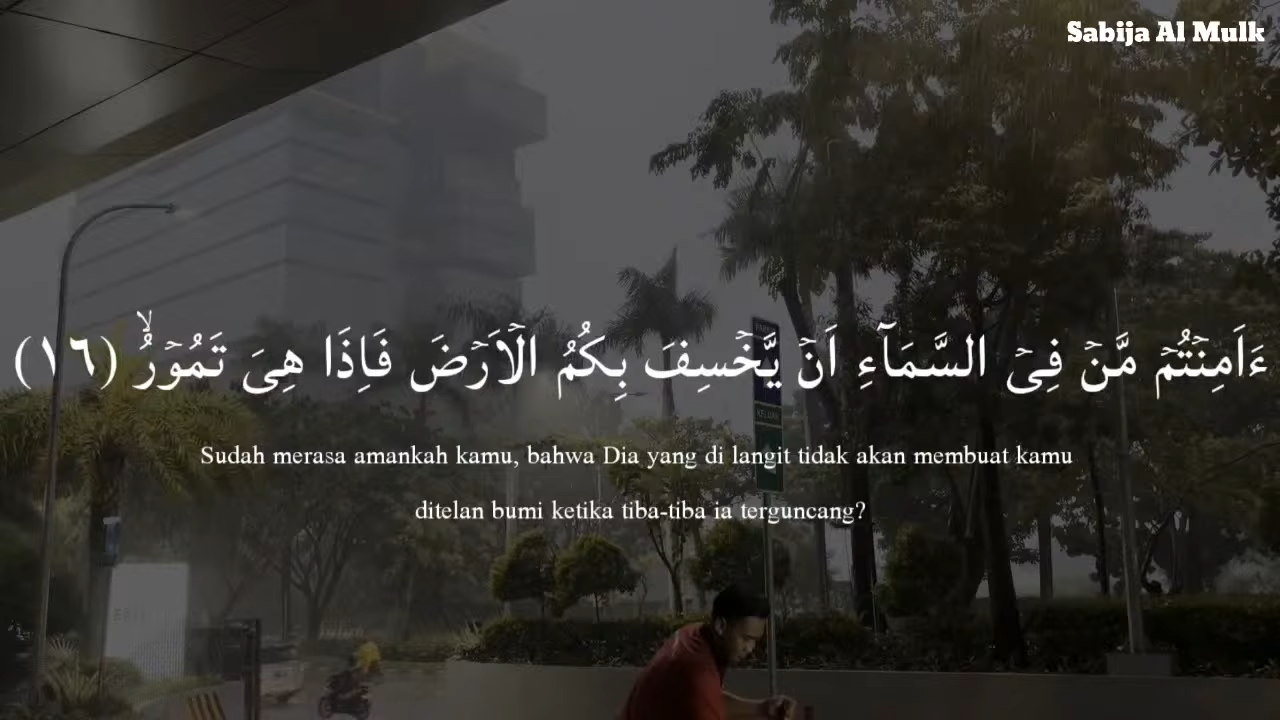 Sabija Al Mulk
ءَاَمِنْتُمْ مَّنْ فِى السَّمَاۤءِ اَنْ يَّخْسِفَ بِكُمُ الْاَرْضَ فَاِذَا هِىَ تَمُوْرُۙ (١٦)
Sudah merasa amankah kamu, bahwa Dia yang di langit tidak akan membuat kamu
ditelan bumi ketika tiba-tiba ia terguncang?
KELUAR